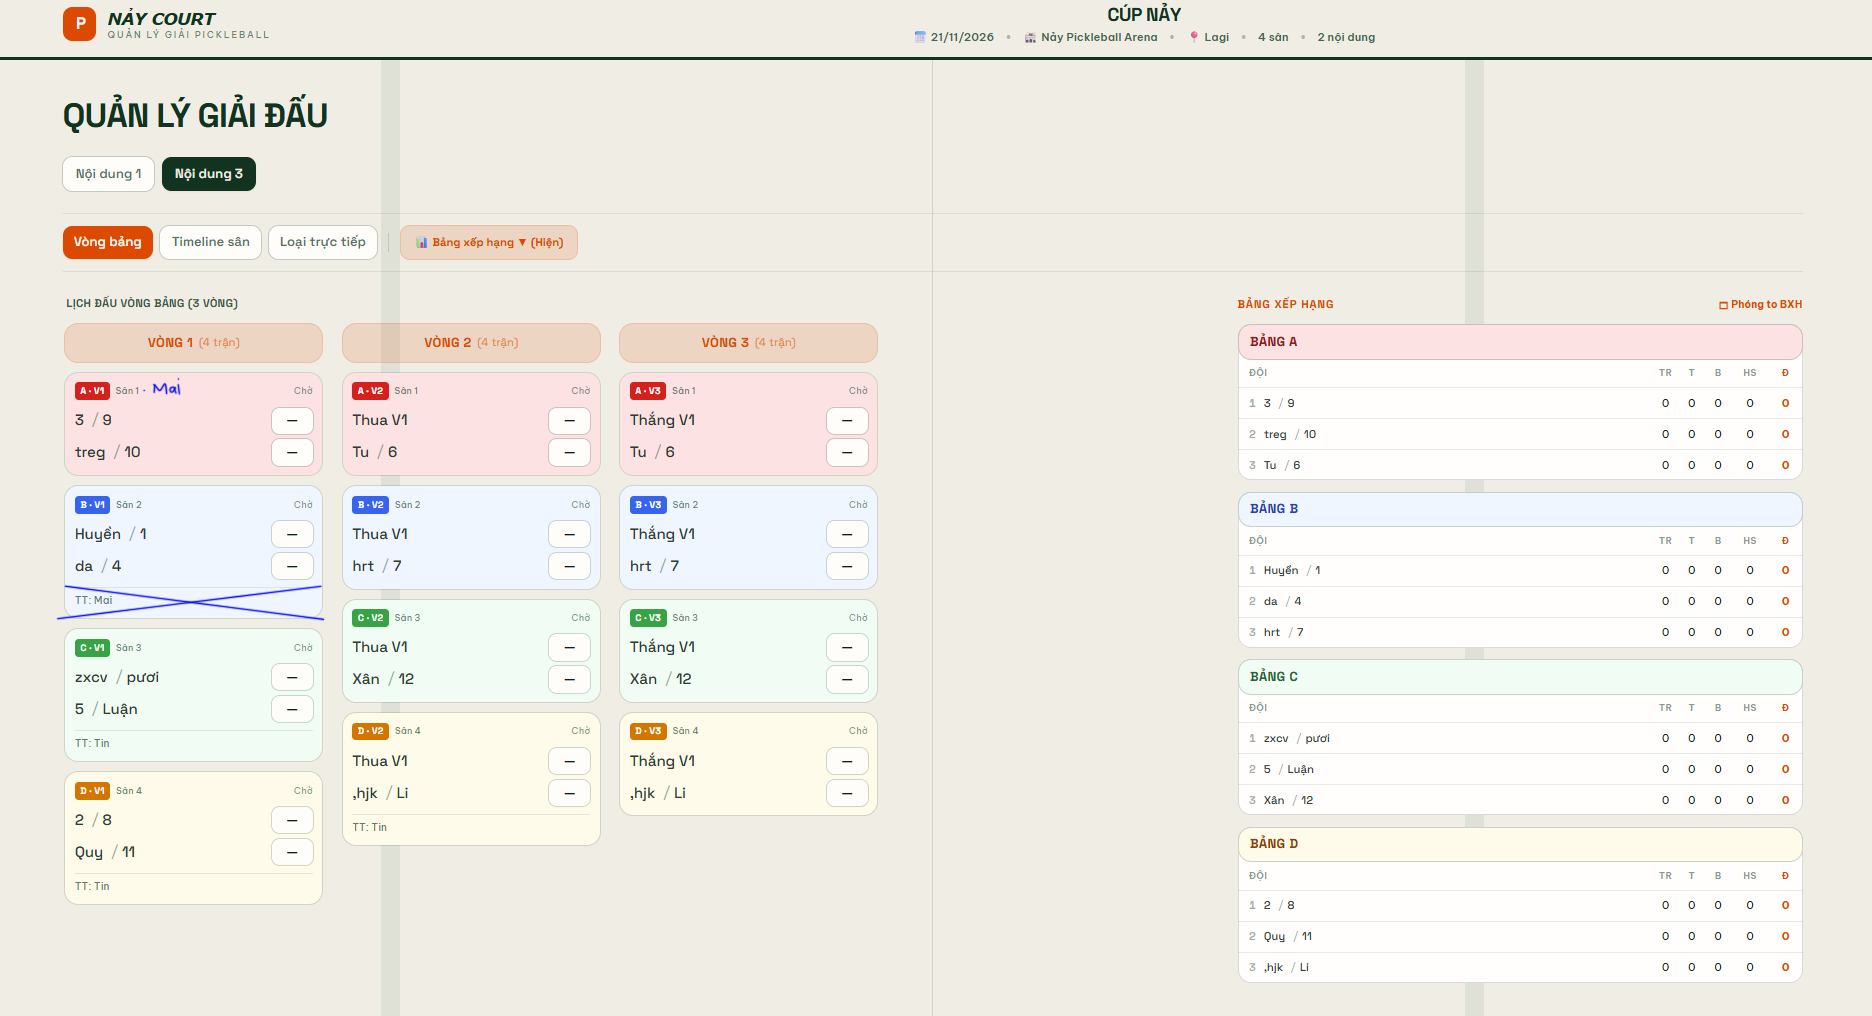 P
NẢY COURT
QUẢN LÝ GIẢI PICKLEBALL
CÚP NẢY
21/11/2026 • Nảy Pickleball Arena • Lagi • 4 sân • 2 nội dung
QUẢN LÝ GIẢI ĐẤU
Nội dung 1 Nội dung 3
Vòng bảng Timeline sân Loại trực tiếp Bảng xếp hạng ▼ (Hiện)
LỊCH ĐẤU VÒNG BẢNG (3 VÒNG)
VÒNG 1 (4 trận)
A · V1 Sân 1 · Mai Chờ
3 / 9 —
treg / 10 —
B · V1 Sân 2 Chờ
Huyền / 1 —
da / 4 —
TT: Mai
C · V1 Sân 3 Chờ
zxcv / pươi —
5 / Luận —
TT: Tin
D · V1 Sân 4 Chờ
2 / 8 —
Quy / 11 —
TT: Tin
VÒNG 2 (4 trận)
A · V2 Sân 1 Chờ
Thua V1 —
Tu / 6 —
B · V2 Sân 2 Chờ
Thua V1 —
hrt / 7 —
C · V2 Sân 3 Chờ
Thua V1 —
Xân / 12 —
D · V2 Sân 4 Chờ
Thua V1 —
,hjk / Li —
TT: Tin
VÒNG 3 (4 trận)
A · V3 Sân 1 Chờ
Thắng V1 —
Tu / 6 —
B · V3 Sân 2 Chờ
Thắng V1 —
hrt / 7 —
C · V3 Sân 3 Chờ
Thắng V1 —
Xân / 12 —
D · V3 Sân 4 Chờ
Thắng V1 —
,hjk / Li —
BẢNG XẾP HẠNG Phóng to BXH
BẢNG A
ĐỘI TR T B HS Đ
1 3 / 9 0 0 0 0 0
2 treg / 10 0 0 0 0 0
3 Tu / 6 0 0 0 0 0
BẢNG B
ĐỘI TR T B HS Đ
1 Huyền / 1 0 0 0 0 0
2 da / 4 0 0 0 0 0
3 hrt / 7 0 0 0 0 0
BẢNG C
ĐỘI TR T B HS Đ
1 zxcv / pươi 0 0 0 0 0
2 5 / Luận 0 0 0 0 0
3 Xân / 12 0 0 0 0 0
BẢNG D
ĐỘI TR T B HS Đ
1 2 / 8 0 0 0 0 0
2 Quy / 11 0 0 0 0 0
3 ,hjk / Li 0 0 0 0 0